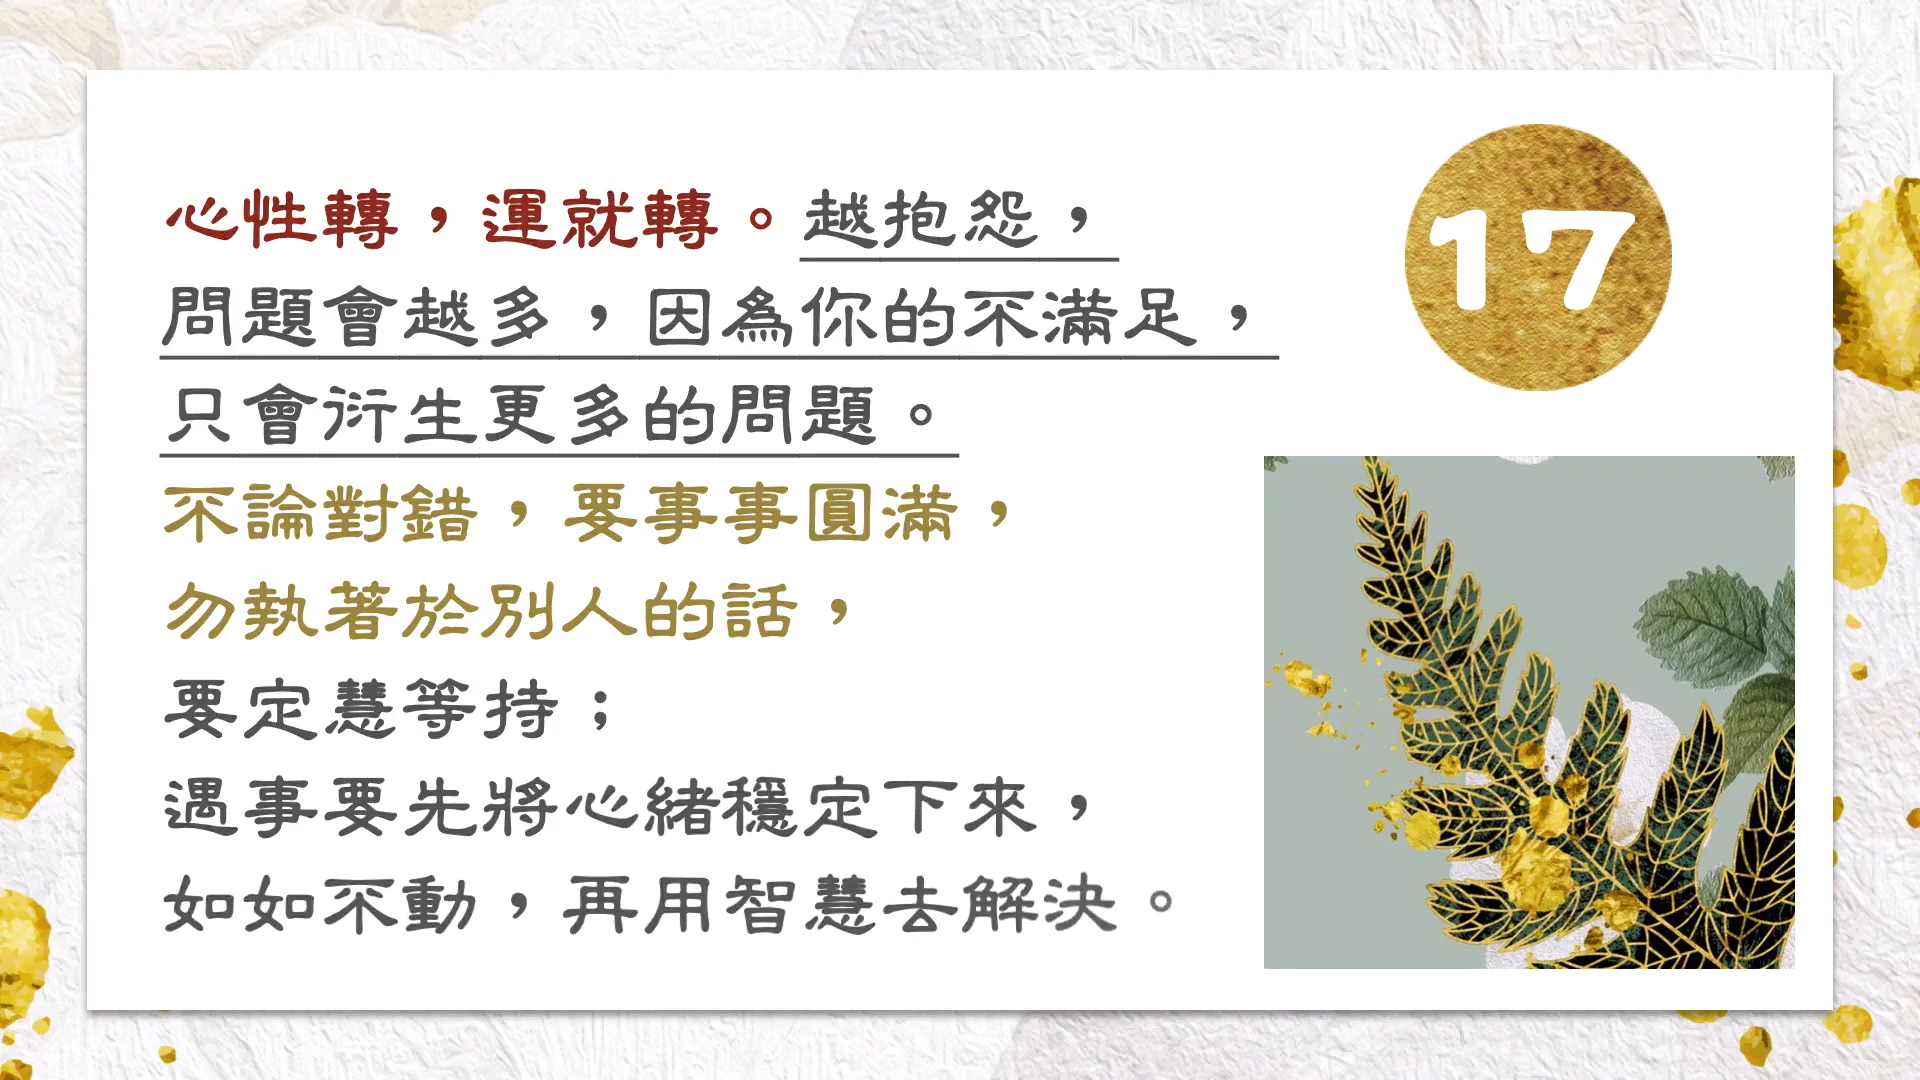 心性轉，運就轉。越抱怨，
問題會越多，因為你的不滿足，
只會衍生更多的問題。
不論對錯，要事事圓滿，
勿執著於別人的話，
要定慧等持；
遇事要先將心緒穩定下來，
如如不動，再用智慧去解決。
17